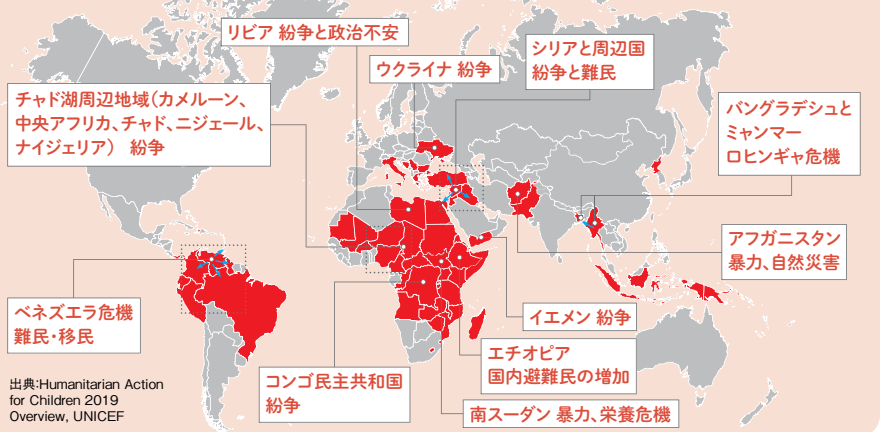 リビア 紛争と政治不安
ウクライナ 紛争
シリアと周辺国
紛争と難民
チャド湖周辺地域(カメルーン、
中央アフリカ、チャド、ニジェール、
ナイジェリア) 紛争
バングラデシュと
ミャンマー
ロヒンギャ危機
アフガニスタン
暴力、自然災害
ベネズエラ危機
難民・移民
イエメン 紛争
エチオピア
国内避難民の増加
コンゴ民主共和国
紛争
南スーダン 暴力、栄養危機
出典:Humanitarian Action
for Children 2019
Overview, UNICEF